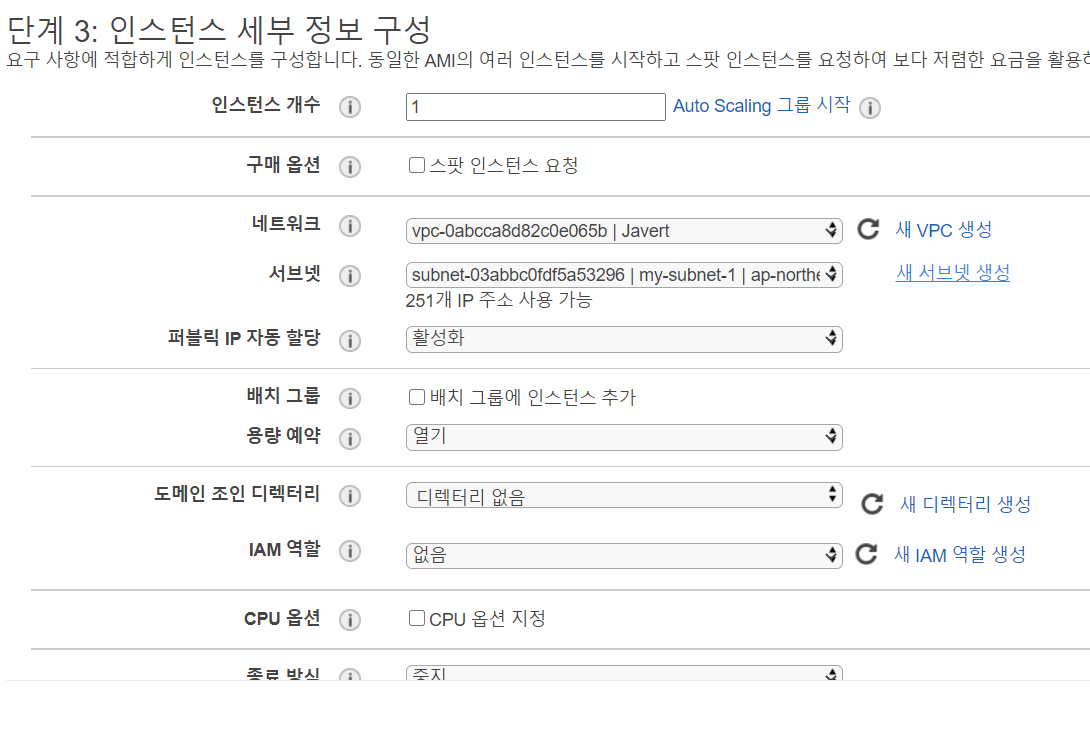 단계 3: 인스턴스 세부 정보 구성
요구 사항에 적합하게 인스턴스를 구성합니다. 동일한 AMI의 여러 인스턴스를 시작하고 스팟 인스턴스를 요청하여 보다 저렴한 요금을 활용하
인스턴스 개수 1 Auto Scaling 그룹 시작
구매 옵션 스팟 인스턴스 요청
네트워크 vpc-0abcca8d82c0e065b | Javert 새 VPC 생성
서브넷 subnet-03abbc0fdf5a53296 | my-subnet-1 | ap-northe 새 서브넷 생성
251개 IP 주소 사용 가능
퍼블릭 IP 자동 할당 활성화
배치 그룹 배치 그룹에 인스턴스 추가
용량 예약 열기
도메인 조인 디렉터리 디렉터리 없음 새 디렉터리 생성
IAM 역할 없음 새 IAM 역할 생성
CPU 옵션 CPU 옵션 지정
종료 방식 중지